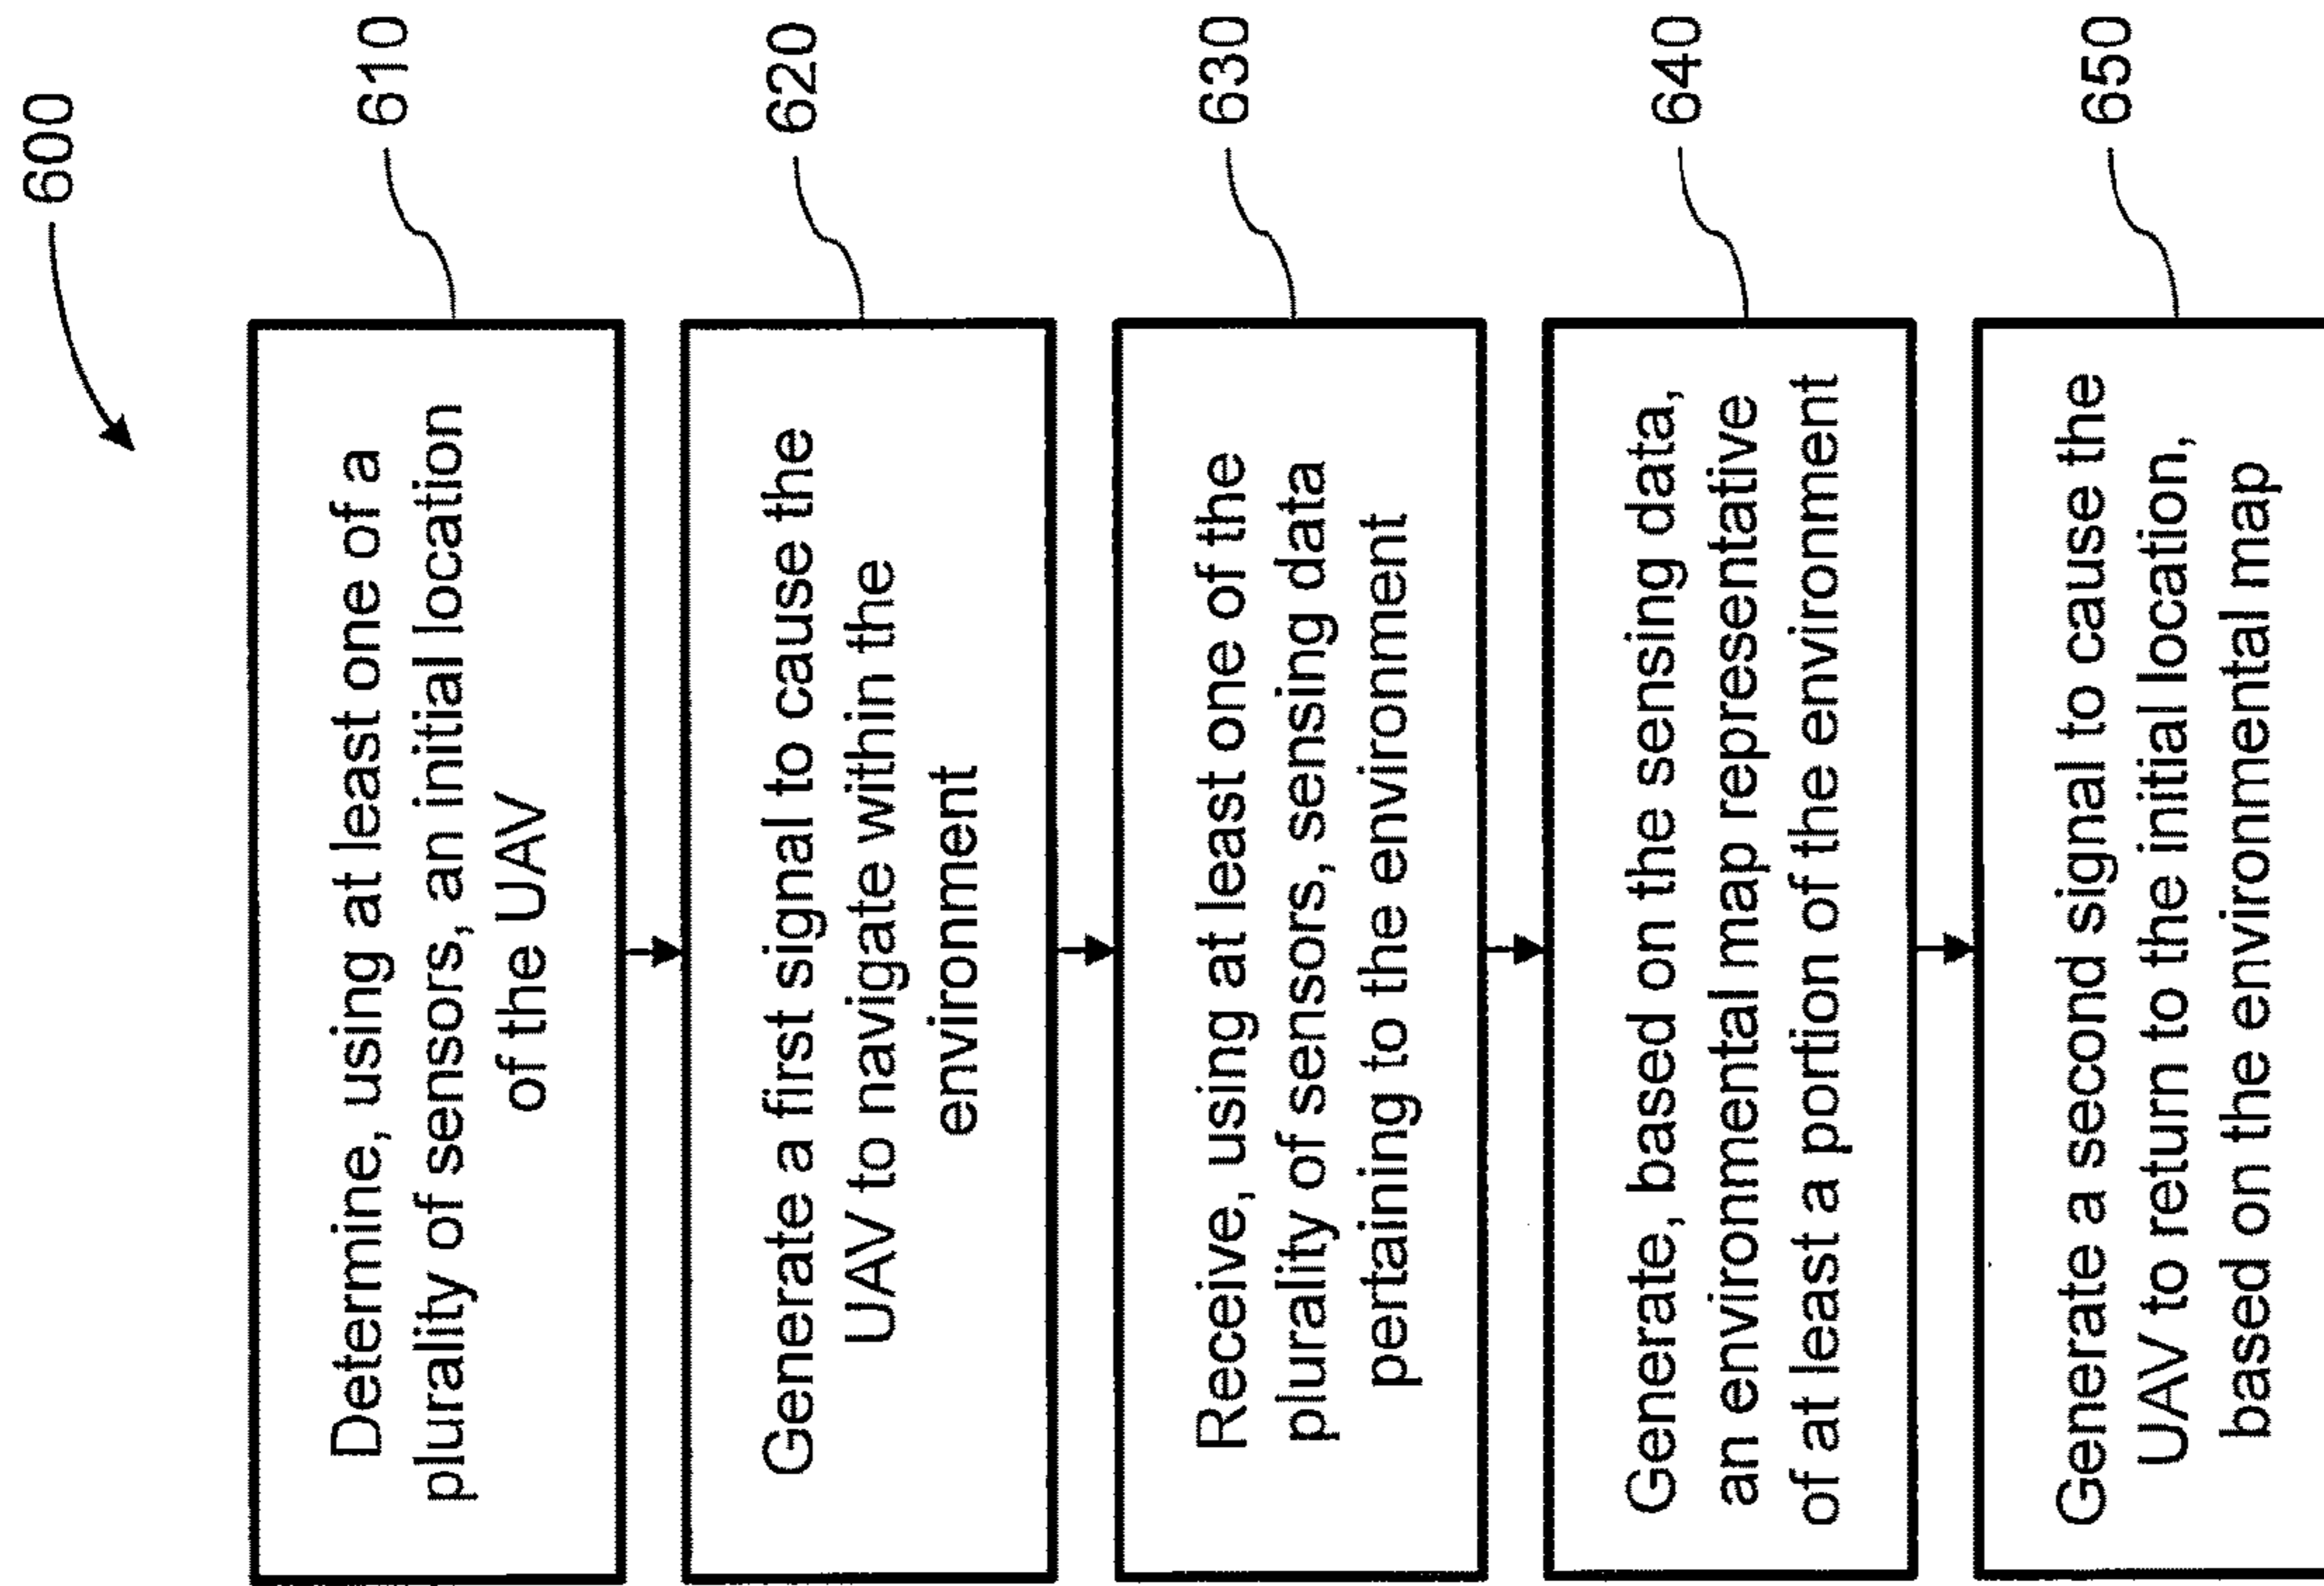 600
Determine, using at least one of a
plurality of sensors, an initial location
of the UAV
610
Generate a first signal to cause the
UAV to navigate within the
environment
620
Receive, using at least one of the
plurality of sensors, sensing data
pertaining to the environment
630
Generate, based on the sensing data,
an environmental map representative
of at least a portion of the environment
640
Generate a second signal to cause the
UAV to return to the initial location,
based on the environmental map
650